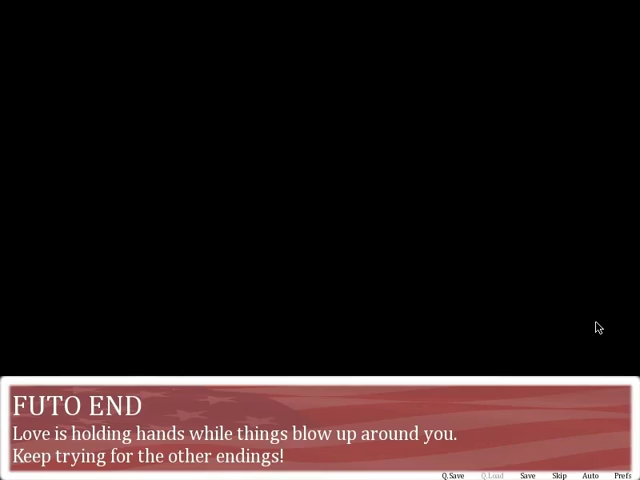 FUTO END
Love is holding hands while things blow up around you.
Keep trying for the other endings!
Q.Save Q.Load Save Skip Auto Prefs